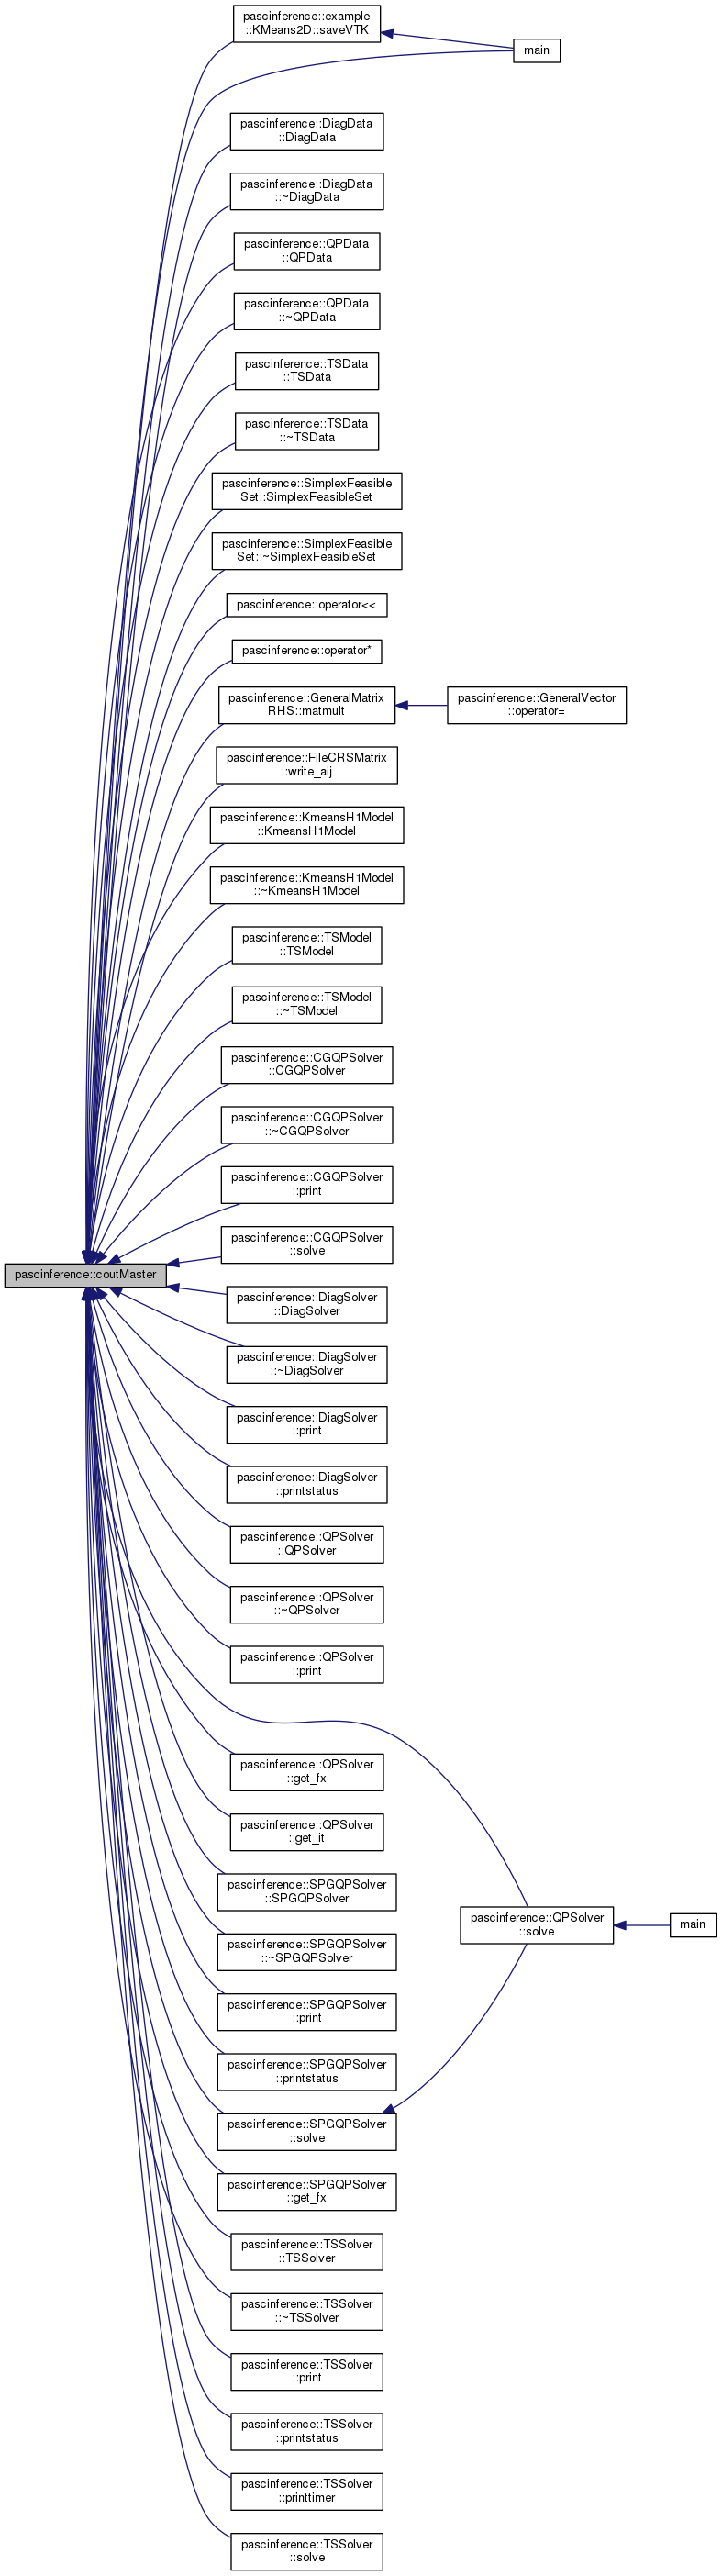 pascinference::example
::KMeans2D::saveVTK
main
pascinference::DiagData
::DiagData
pascinference::DiagData
::~DiagData
pascinference::QPData
::QPData
pascinference::QPData
::~QPData
pascinference::TSData
::TSData
pascinference::TSData
::~TSData
pascinference::SimplexFeasible
Set::SimplexFeasibleSet
pascinference::SimplexFeasible
Set::~SimplexFeasibleSet
pascinference::operator<<
pascinference::operator*
pascinference::GeneralMatrix
RHS::matmult
pascinference::GeneralVector
::operator=
pascinference::FileCRSMatrix
::write_aij
pascinference::KmeansH1Model
::KmeansH1Model
pascinference::KmeansH1Model
::~KmeansH1Model
pascinference::TSModel
::TSModel
pascinference::TSModel
::~TSModel
pascinference::CGQPSolver
::CGQPSolver
pascinference::CGQPSolver
::~CGQPSolver
pascinference::CGQPSolver
::print
pascinference::CGQPSolver
::solve
pascinference::coutMaster
pascinference::DiagSolver
::DiagSolver
pascinference::DiagSolver
::~DiagSolver
pascinference::DiagSolver
::print
pascinference::DiagSolver
::printstatus
pascinference::QPSolver
::QPSolver
pascinference::QPSolver
::~QPSolver
pascinference::QPSolver
::print
pascinference::QPSolver
::get_fx
pascinference::QPSolver
::get_it
pascinference::SPGQPSolver
::SPGQPSolver
pascinference::QPSolver
::solve
main
pascinference::SPGQPSolver
::~SPGQPSolver
pascinference::SPGQPSolver
::print
pascinference::SPGQPSolver
::printstatus
pascinference::SPGQPSolver
::solve
pascinference::SPGQPSolver
::get_fx
pascinference::TSSolver
::TSSolver
pascinference::TSSolver
::~TSSolver
pascinference::TSSolver
::print
pascinference::TSSolver
::printstatus
pascinference::TSSolver
::printtimer
pascinference::TSSolver
::solve